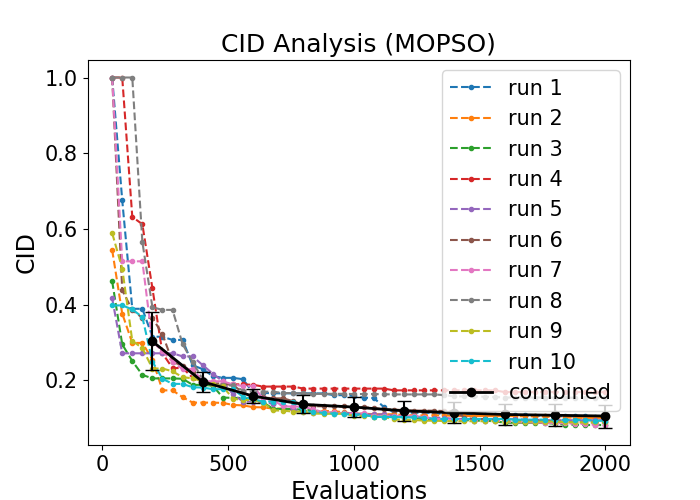 CID Analysis (MOPSO)
CID
1.0
0.8
0.6
0.4
0.2
0
500
1000
1500
2000
Evaluations
run 1
run 2
run 3
run 4
run 5
run 6
run 7
run 8
run 9
run 10
combined